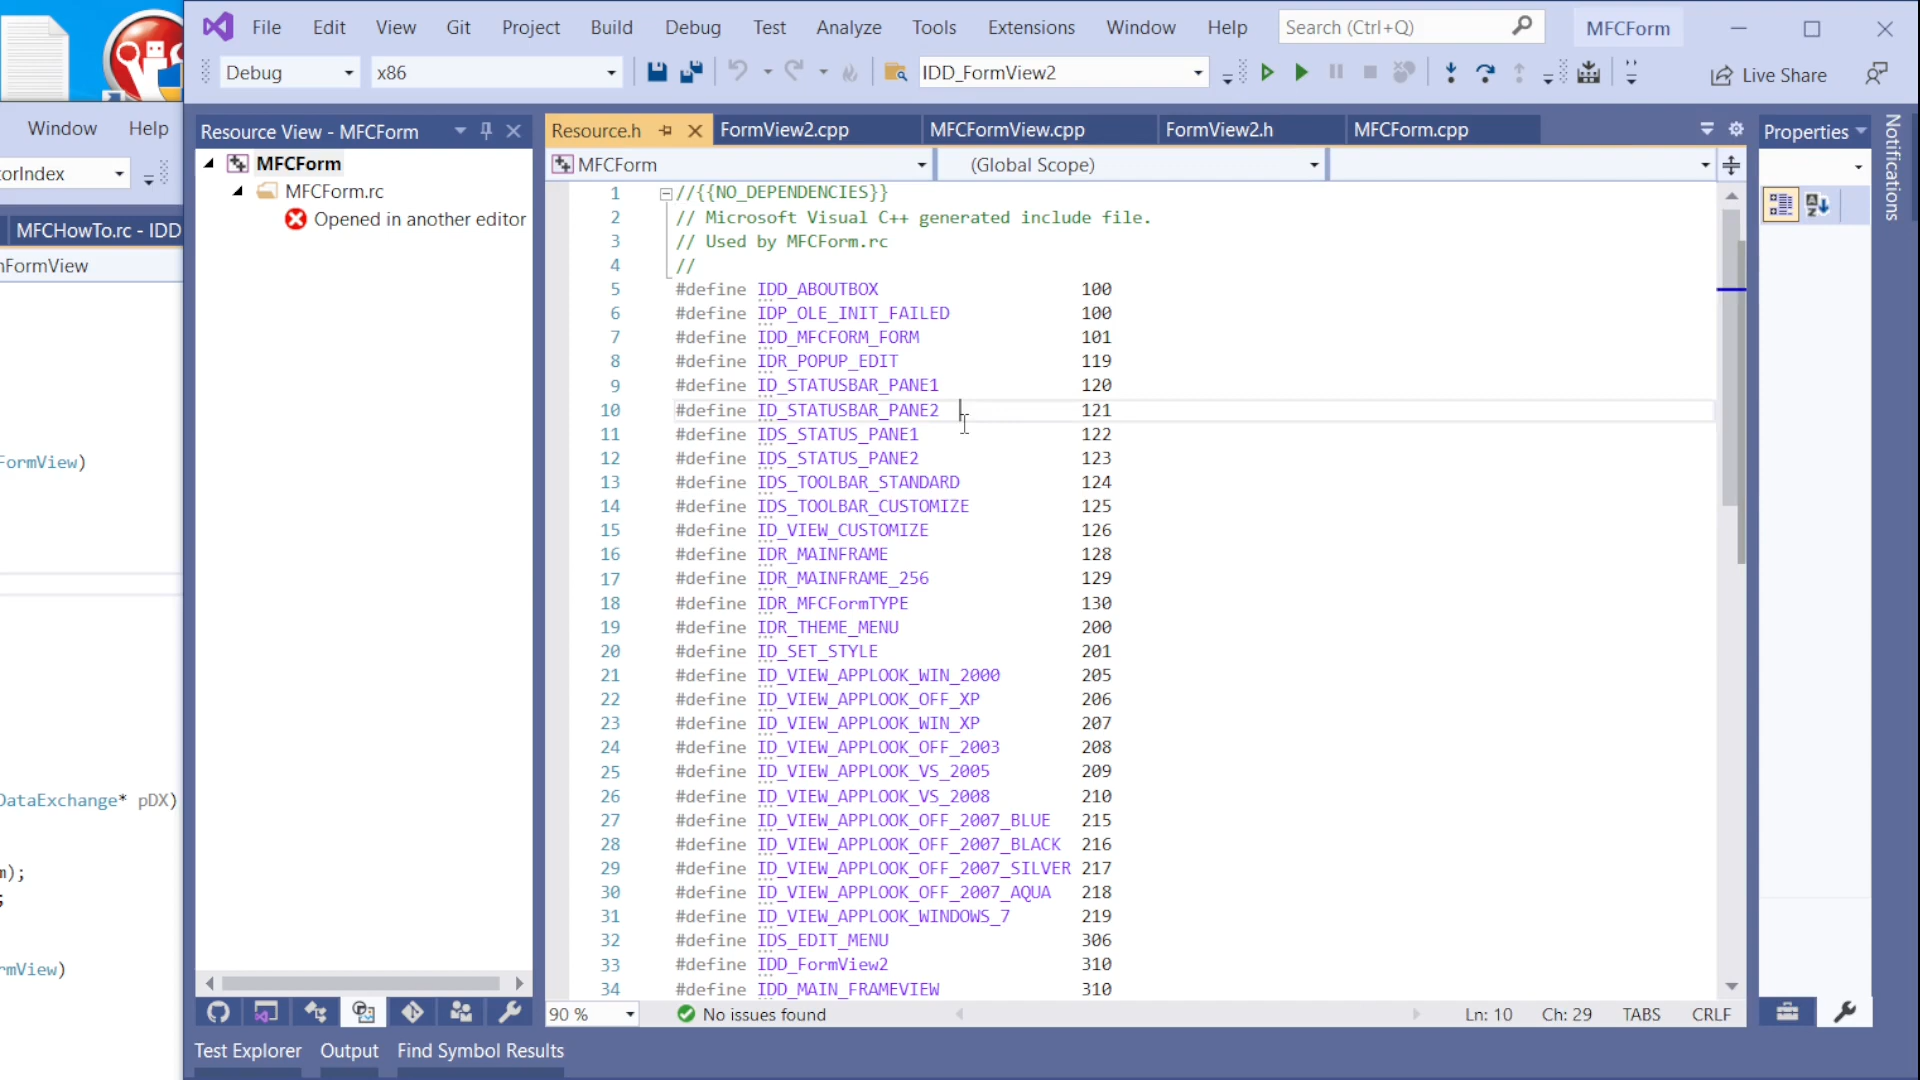 File Edit View Git Project Build Debug Test Analyze Tools Extensions Window Help Search (Ctrl+Q) MFCForm
Debug x86 IDD_FormView2 Live Share
Window Help
orIndex
MFCHowTo.rc - IDD
nFormView
FormView)
DataExchange* pDX)
m);
;
rmView)
Resource View - MFCForm
MFCForm
MFCForm.rc
Opened in another editor
Resource.h FormView2.cpp MFCFormView.cpp FormView2.h MFCForm.cpp
MFCForm (Global Scope)
1 //{{NO_DEPENDENCIES}}
2 // Microsoft Visual C++ generated include file.
3 // Used by MFCForm.rc
4 //
5 #define IDD_ABOUTBOX 100
6 #define IDP_OLE_INIT_FAILED 100
7 #define IDD_MFCFORM_FORM 101
8 #define IDR_POPUP_EDIT 119
9 #define ID_STATUSBAR_PANE1 120
10 #define ID_STATUSBAR_PANE2 121
11 #define IDS_STATUS_PANE1 122
12 #define IDS_STATUS_PANE2 123
13 #define IDS_TOOLBAR_STANDARD 124
14 #define IDS_TOOLBAR_CUSTOMIZE 125
15 #define ID_VIEW_CUSTOMIZE 126
16 #define IDR_MAINFRAME 128
17 #define IDR_MAINFRAME_256 129
18 #define IDR_MFCFormTYPE 130
19 #define IDR_THEME_MENU 200
20 #define ID_SET_STYLE 201
21 #define ID_VIEW_APPLOOK_WIN_2000 205
22 #define ID_VIEW_APPLOOK_OFF_XP 206
23 #define ID_VIEW_APPLOOK_WIN_XP 207
24 #define ID_VIEW_APPLOOK_OFF_2003 208
25 #define ID_VIEW_APPLOOK_VS_2005 209
26 #define ID_VIEW_APPLOOK_VS_2008 210
27 #define ID_VIEW_APPLOOK_OFF_2007_BLUE 215
28 #define ID_VIEW_APPLOOK_OFF_2007_BLACK 216
29 #define ID_VIEW_APPLOOK_OFF_2007_SILVER 217
30 #define ID_VIEW_APPLOOK_OFF_2007_AQUA 218
31 #define ID_VIEW_APPLOOK_WINDOWS_7 219
32 #define IDS_EDIT_MENU 306
33 #define IDD_FormView2 310
34 #define IDD_MAIN_FRAMEVIEW 310
90 % No issues found Ln: 10 Ch: 29 TABS CRLF
Properties
Notifications
Test Explorer Output Find Symbol Results